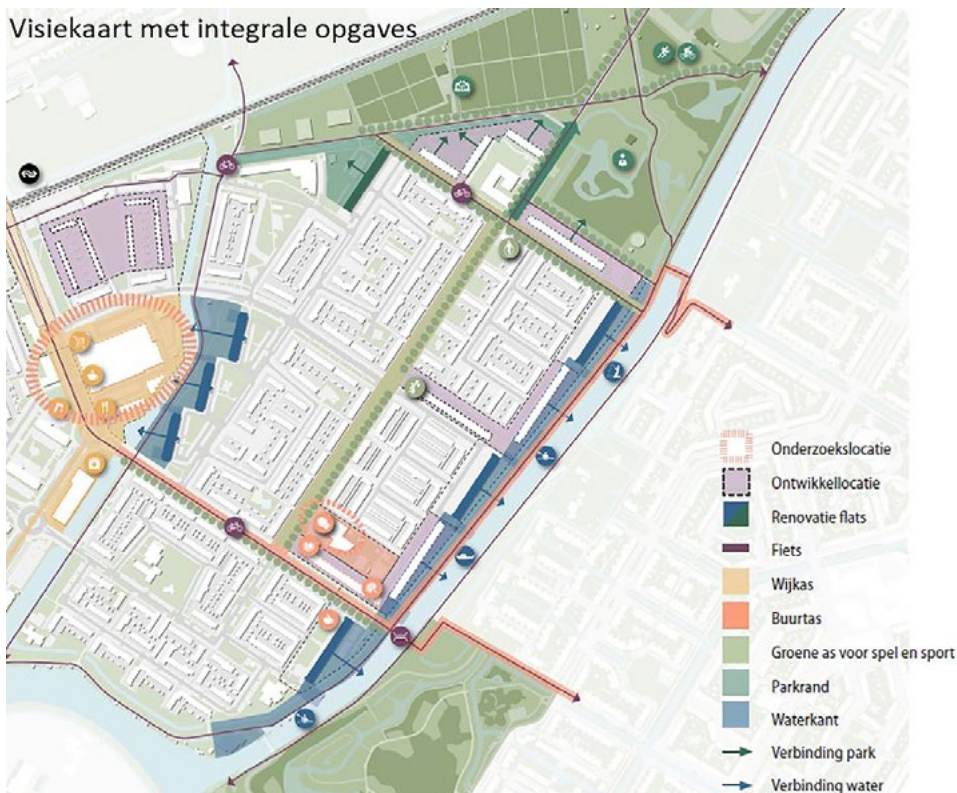 Visiekaart met integrale opgaves
Onderzoekslocatie
Ontwikkellocatie
Renovatie flats
Fiets
Wijkas
Buurtas
Groene as voor spel en sport
Parkrand
Waterkant
Verbinding park
Verbinding water